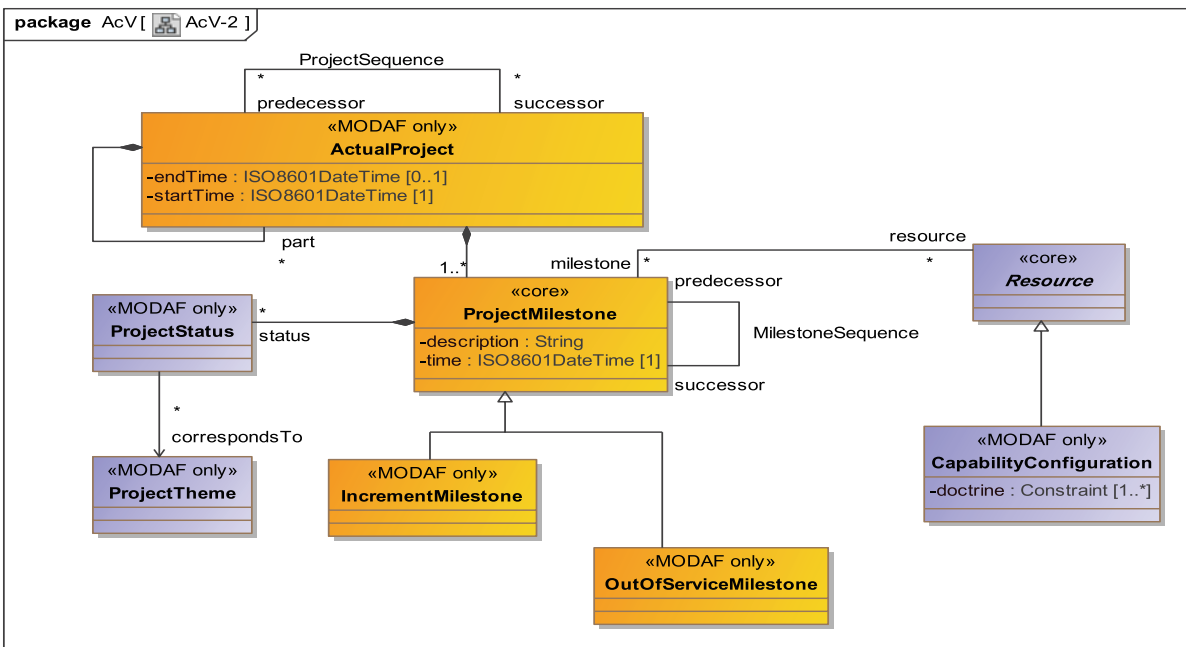 package AcV [ AcV-2 ]
ProjectSequence
* *
predecessor successor
«MODAF only»
ActualProject
-endTime : ISO8601DateTime [0..1]
-startTime : ISO8601DateTime [1]
part
*
1..*
milestone * * resource
«core»
Resource
«core»
ProjectMilestone
-description : String
-time : ISO8601DateTime [1]
predecessor
MilestoneSequence
successor
«MODAF only»
ProjectStatus
*
status
*
correspondsTo
«MODAF only»
ProjectTheme
«MODAF only»
IncrementMilestone
«MODAF only»
OutOfServiceMilestone
«MODAF only»
CapabilityConfiguration
-doctrine : Constraint [1..*]